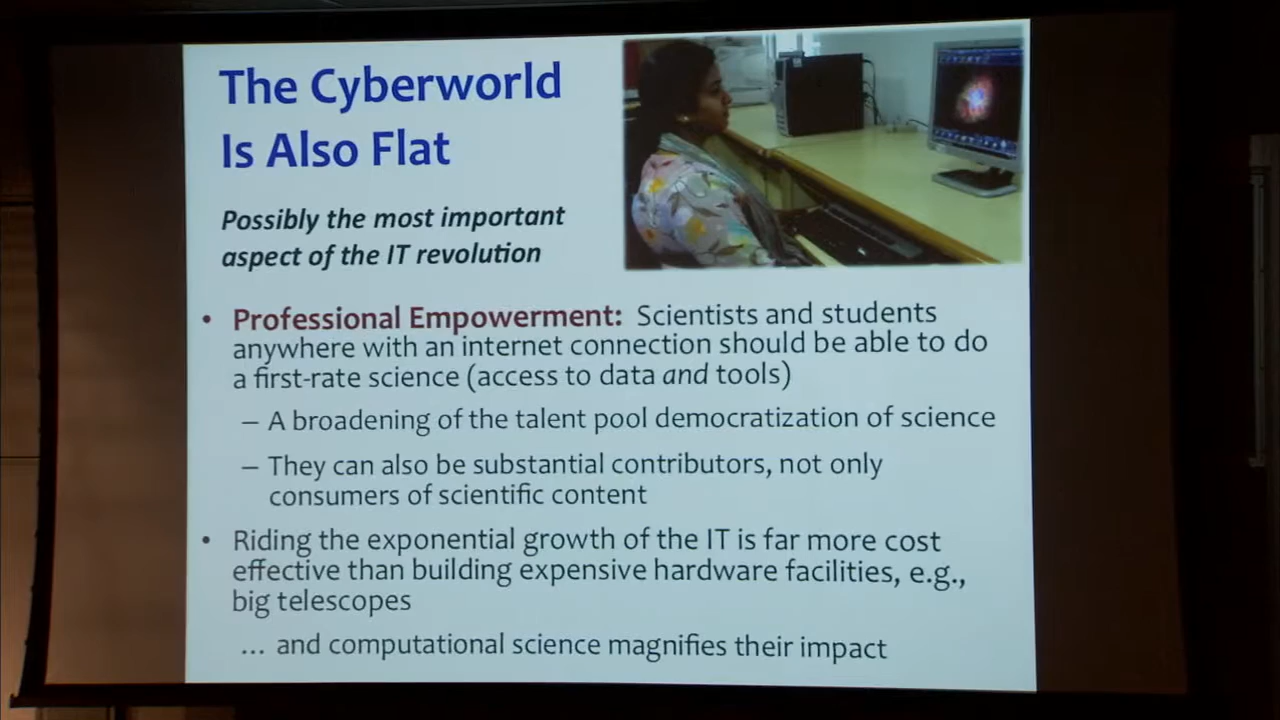 The Cyberworld
Is Also Flat
Possibly the most important
aspect of the IT revolution
• Professional Empowerment: Scientists and students
anywhere with an internet connection should be able to do
a first-rate science (access to data and tools)
– A broadening of the talent pool democratization of science
– They can also be substantial contributors, not only
consumers of scientific content
• Riding the exponential growth of the IT is far more cost
effective than building expensive hardware facilities, e.g.,
big telescopes
... and computational science magnifies their impact